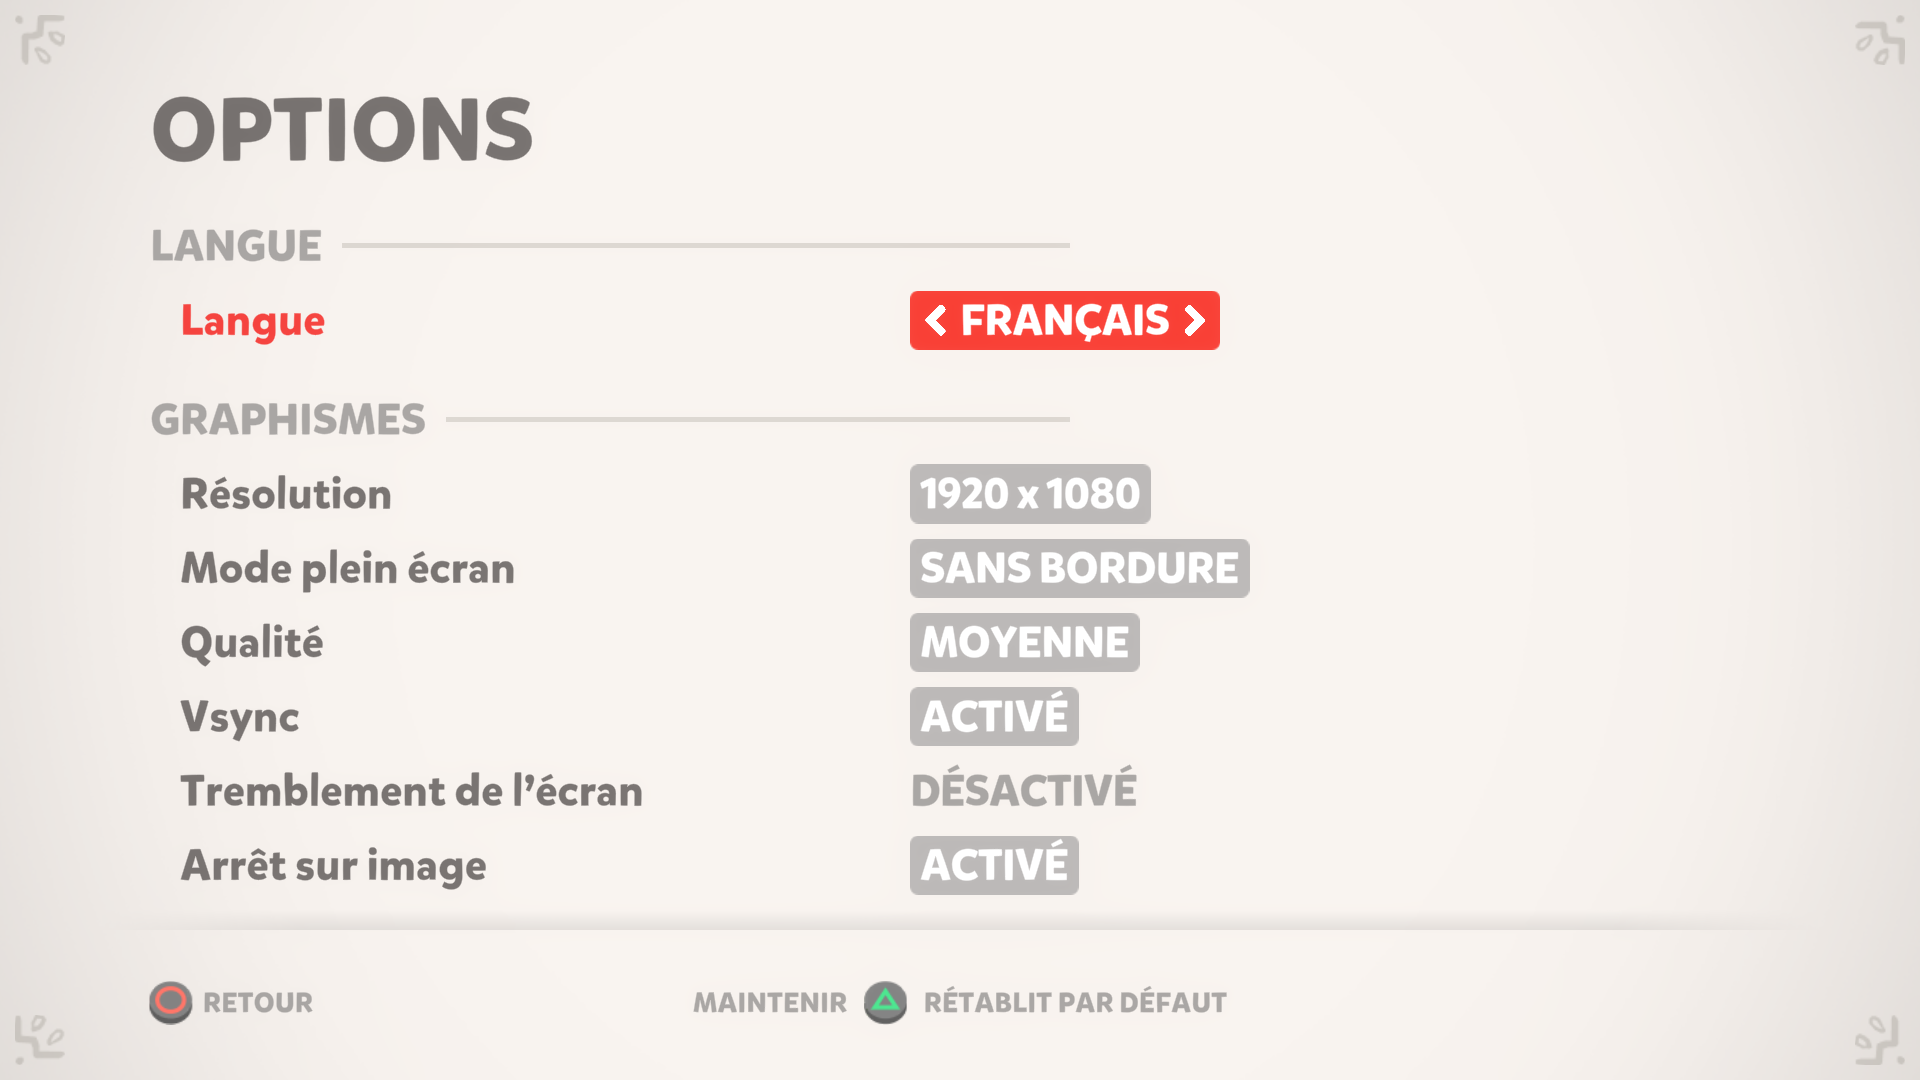 OPTIONS
LANGUE
Langue FRANÇAIS
GRAPHISMES
Résolution 1920 x 1080
Mode plein écran SANS BORDURE
Qualité MOYENNE
Vsync ACTIVÉ
Tremblement de l’écran DÉSACTIVÉ
Arrêt sur image ACTIVÉ
RETOUR MAINTENIR RÉTABLIT PAR DÉFAUT